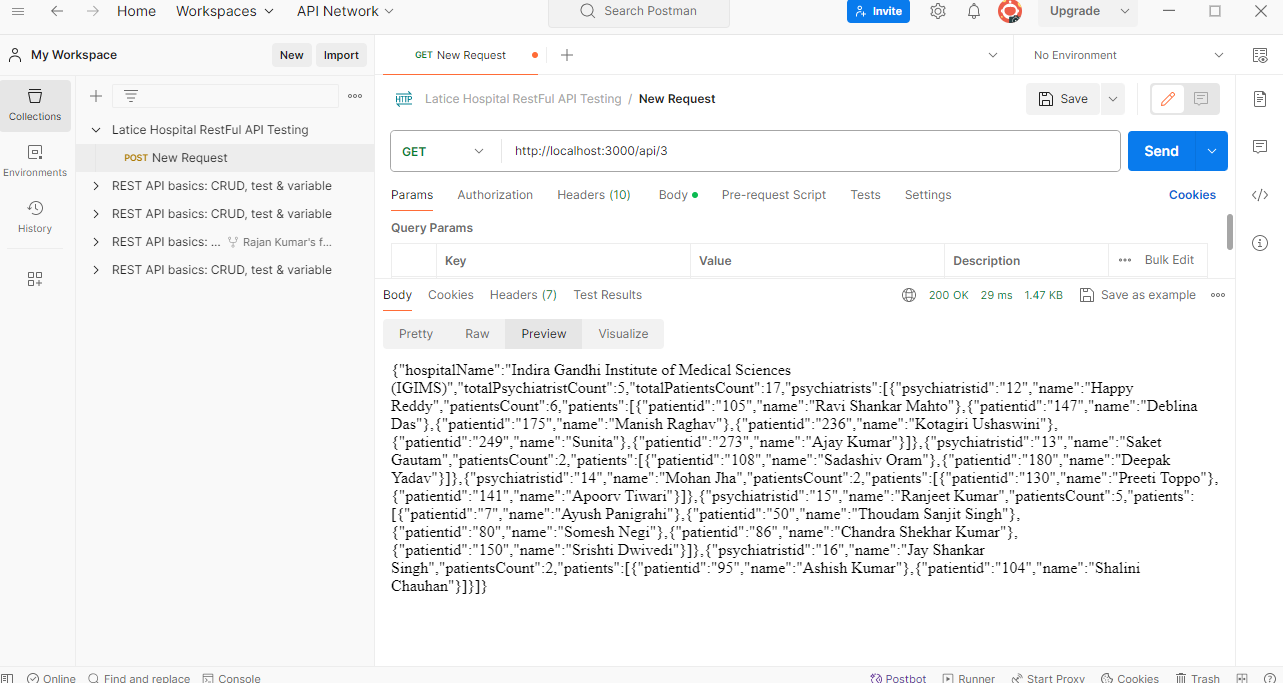 Home Workspaces API Network Search Postman Invite Upgrade
My Workspace New Import
GET New Request No Environment
Collections
Environments
History
Latice Hospital RestFul API Testing
POST New Request
REST API basics: CRUD, test & variable
REST API basics: CRUD, test & variable
REST API basics: ... Rajan Kumar's f...
REST API basics: CRUD, test & variable
HTTP Latice Hospital RestFul API Testing / New Request Save
GET http://localhost:3000/api/3 Send
Params Authorization Headers (10) Body Pre-request Script Tests Settings Cookies
Query Params
Key Value Description Bulk Edit
Body Cookies Headers (7) Test Results 200 OK 29 ms 1.47 KB Save as example
Pretty Raw Preview Visualize
{"hospitalName":"Indira Gandhi Institute of Medical Sciences
(IGIMS)","totalPsychiatristCount":5,"totalPatientsCount":17,"psychiatrists":[{"psychiatristid":"12","name":"Happy
Reddy","patientsCount":6,"patients":[{"patientid":"105","name":"Ravi Shankar Mahto"},{"patientid":"147","name":"Deblina
Das"},{"patientid":"175","name":"Manish Raghav"},{"patientid":"236","name":"Kotagiri Ushaswini"},
{"patientid":"249","name":"Sunita"},{"patientid":"273","name":"Ajay Kumar"}]},{"psychiatristid":"13","name":"Saket
Gautam","patientsCount":2,"patients":[{"patientid":"108","name":"Sadashiv Oram"},{"patientid":"180","name":"Deepak
Yadav"}]},{"psychiatristid":"14","name":"Mohan Jha","patientsCount":2,"patients":[{"patientid":"130","name":"Preeti Toppo"},
{"patientid":"141","name":"Apoorv Tiwari"}]},{"psychiatristid":"15","name":"Ranjeet Kumar","patientsCount":5,"patients":
[{"patientid":"7","name":"Ayush Panigrahi"},{"patientid":"50","name":"Thoudam Sanjit Singh"},
{"patientid":"80","name":"Somesh Negi"},{"patientid":"86","name":"Chandra Shekhar Kumar"},
{"patientid":"150","name":"Srishti Dwivedi"}]},{"psychiatristid":"16","name":"Jay Shankar
Singh","patientsCount":2,"patients":[{"patientid":"95","name":"Ashish Kumar"},{"patientid":"104","name":"Shalini
Chauhan"}]}]}
Online Find and replace Console Postbot Runner Start Proxy Cookies Trash